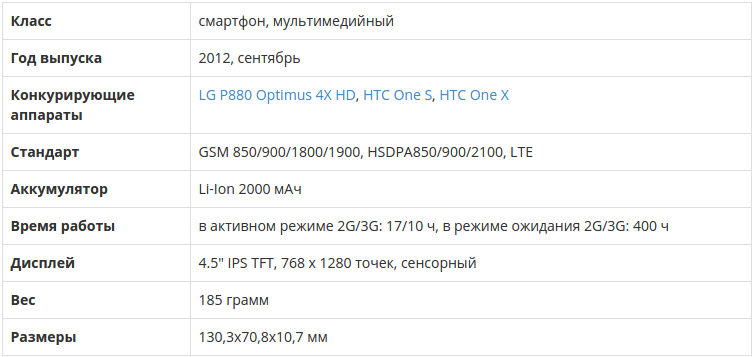 Класс смартфон, мультимедийный
Год выпуска 2012, сентябрь
Конкурирующие LG P880 Optimus 4X HD, HTC One S, HTC One X
аппараты
Стандарт GSM 850/900/1800/1900, HSDPA850/900/2100, LTE
Аккумулятор Li-Ion 2000 мАч
Время работы в активном режиме 2G/3G: 17/10 ч, в режиме ожидания 2G/3G: 400 ч
Дисплей 4.5" IPS TFT, 768 x 1280 точек, сенсорный
Вес 185 грамм
Размеры 130,3x70,8x10,7 мм